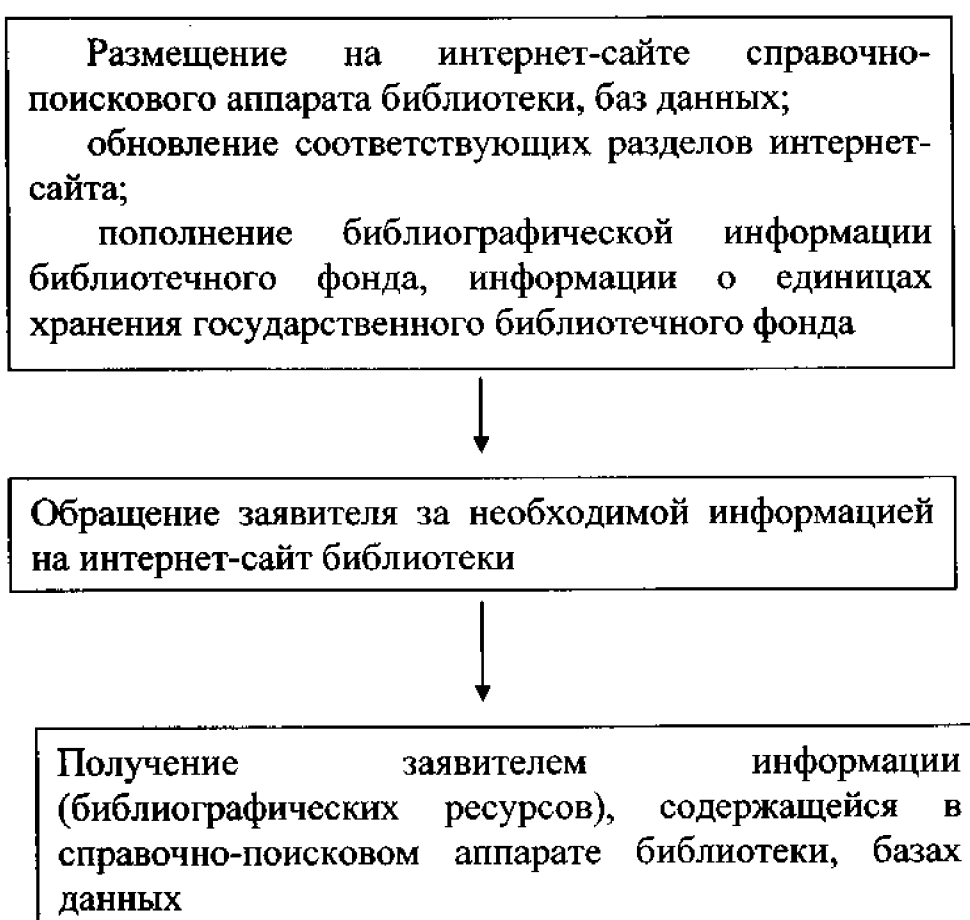 Размещение на интернет-сайте справочно-
поискового аппарата библиотеки, баз данных;
обновление соответствующих разделов интернет-
сайта;
пополнение библиографической информации
библиотечного фонда, информации о единицах
хранения государственного библиотечного фонда
Обращение заявителя за необходимой информацией
на интернет-сайт библиотеки
Получение заявителем информации
(библиографических ресурсов), содержащейся в
справочно-поисковом аппарате библиотеки, базах
данных